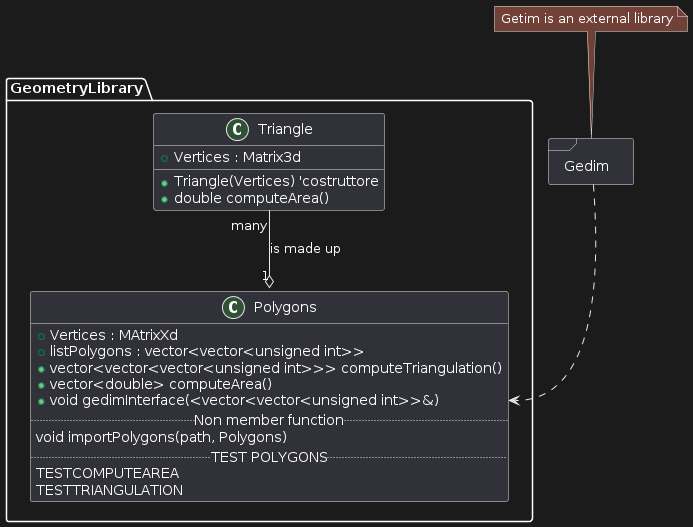 Getim is an external library
GeometryLibrary
C Triangle
Vertices : Matrix3d
Triangle(Vertices) 'costruttore
double computeArea()
Gedim
many
is made up
1
C Polygons
Vertices : MAtrixXd
listPolygons : vector<vector<unsigned int>>
vector<vector<vector<unsigned int>>> computeTriangulation()
vector<double> computeArea()
void gedimInterface(<vector<vector<unsigned int>>&)
Non member function
void importPolygons(path, Polygons)
TEST POLYGONS
TESTCOMPUTEAREA
TESTTRIANGULATION